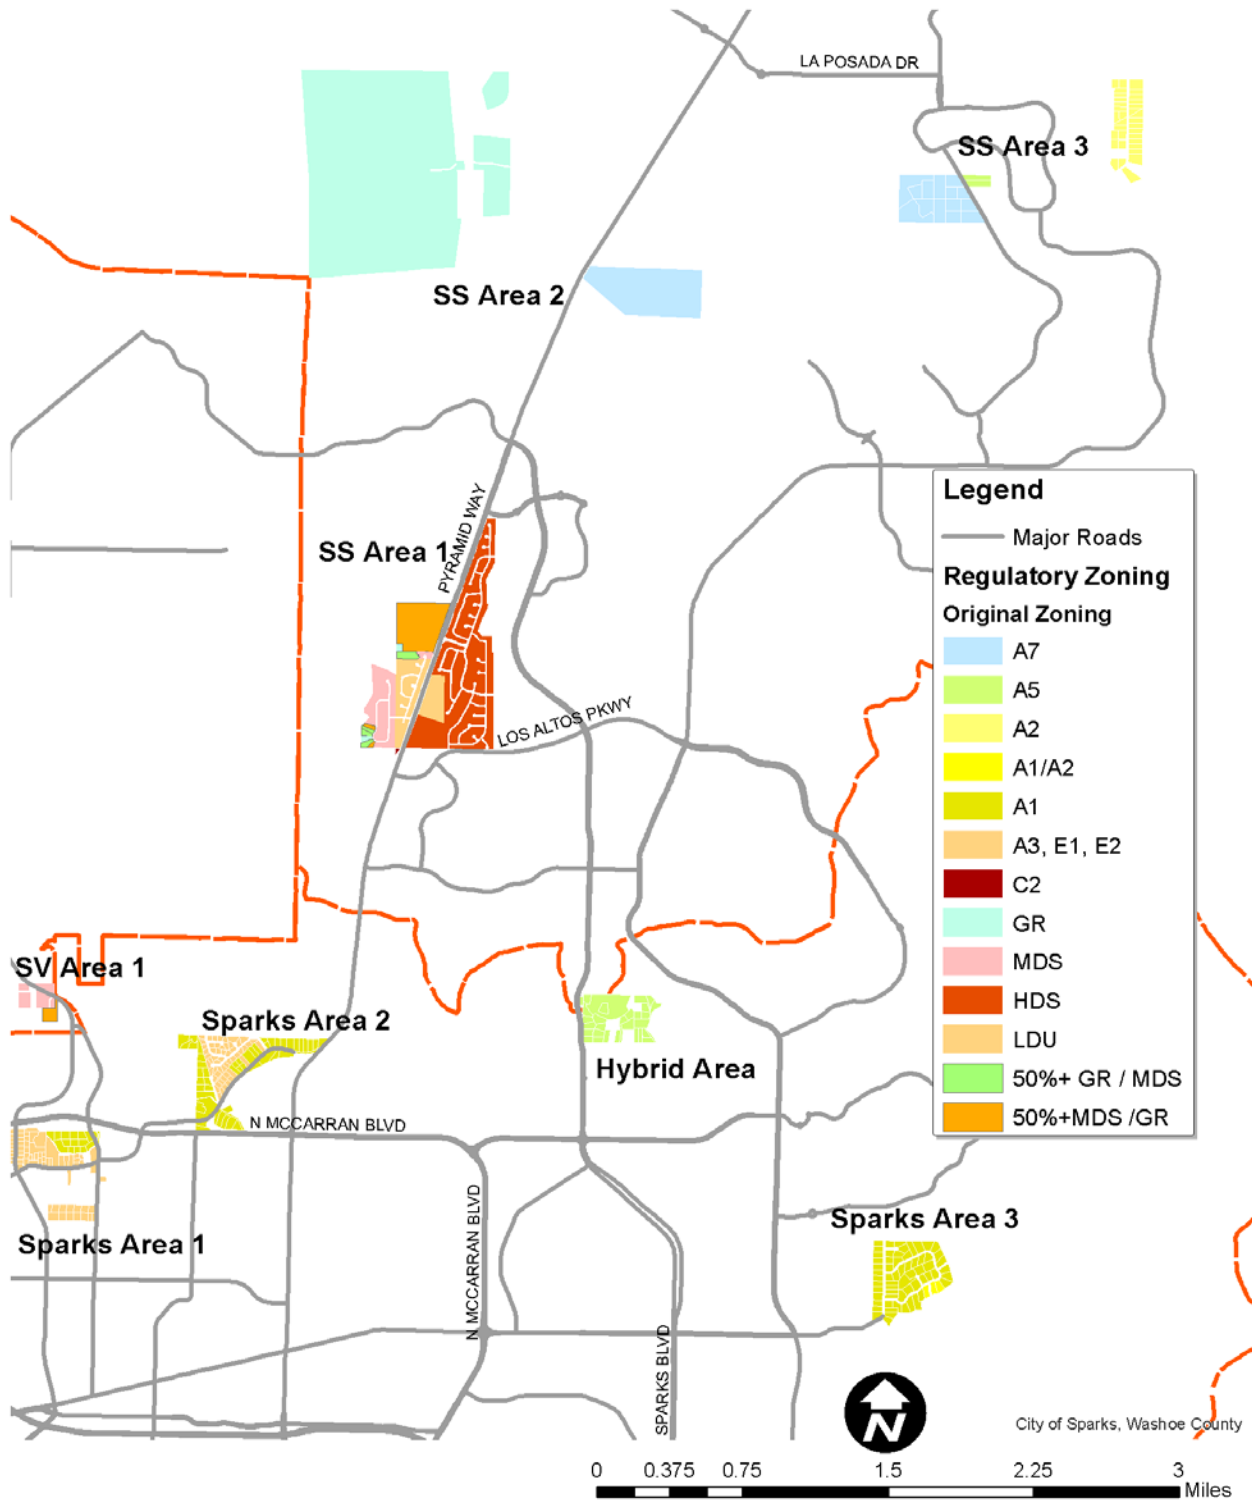 LA POSADA DR
SS Area 3
SS Area 2
PYRAMID WAY
SS Area 1
LOS ALTOS PKWY
Legend
Major Roads
Regulatory Zoning
Original Zoning
A7
A5
A2
A1/A2
A1
A3, E1, E2
C2
GR
MDS
HDS
LDU
50%+ GR / MDS
50%+MDS /GR
SV Area 1
Sparks Area 2
Hybrid Area
N MCCARRAN BLVD
N MCCARRAN BLVD
Sparks Area 3
Sparks Area 1
SPARKS BLVD
N
City of Sparks, Washoe County
0 0.375 0.75 1.5 2.25 3
Miles